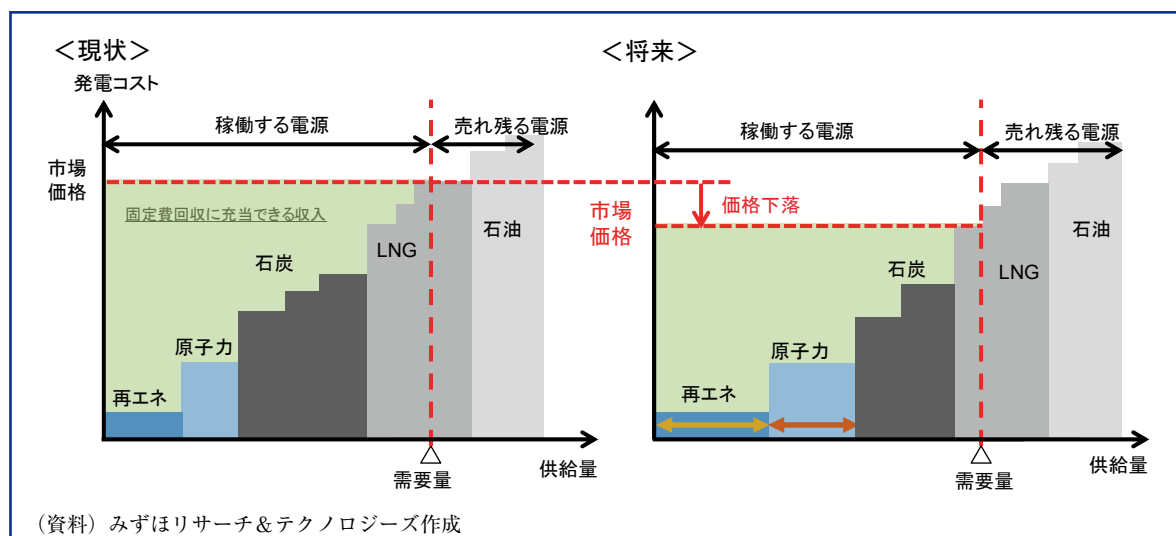 ＜現状＞
発電コスト
稼働する電源
売れ残る電源
市場
価格
固定費回収に充当できる収入
石油
LNG
石炭
原子力
再エネ
供給量
需要量
＜将来＞
稼働する電源
売れ残る電源
価格下落
市場
価格
石油
LNG
石炭
原子力
再エネ
供給量
需要量
（資料）みずほリサーチ＆テクノロジーズ作成